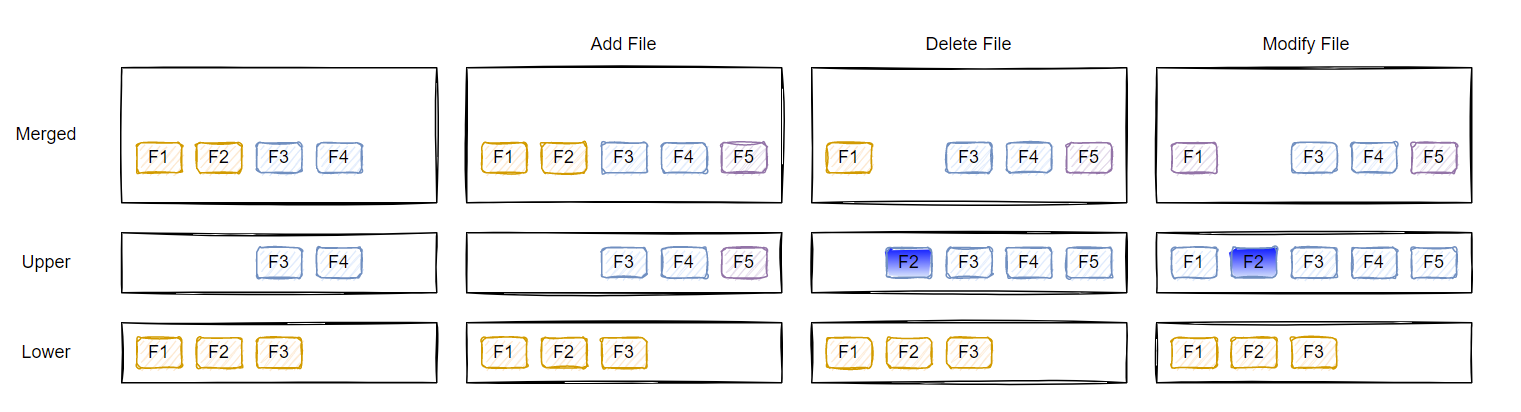 Add File Delete File Modify File
Merged
F1 F2 F3 F4 F1 F2 F3 F4 F5 F1 F3 F4 F5 F1 F3 F4 F5
Upper F3 F4 F3 F4 F5 F2 F3 F4 F5 F1 F2 F3 F4 F5
Lower F1 F2 F3 F1 F2 F3 F1 F2 F3 F1 F2 F3